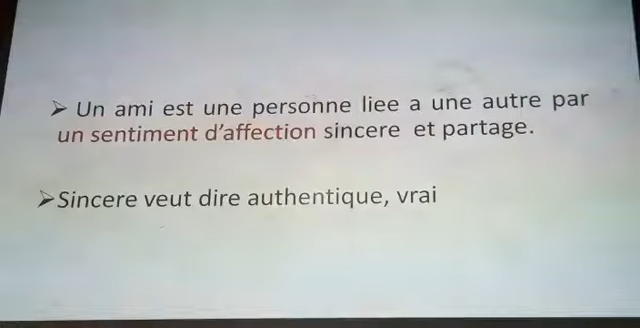 ➢ Un ami est une personne liee a une autre par
un sentiment d'affection sincere et partage.
➢Sincere veut dire authentique, vrai